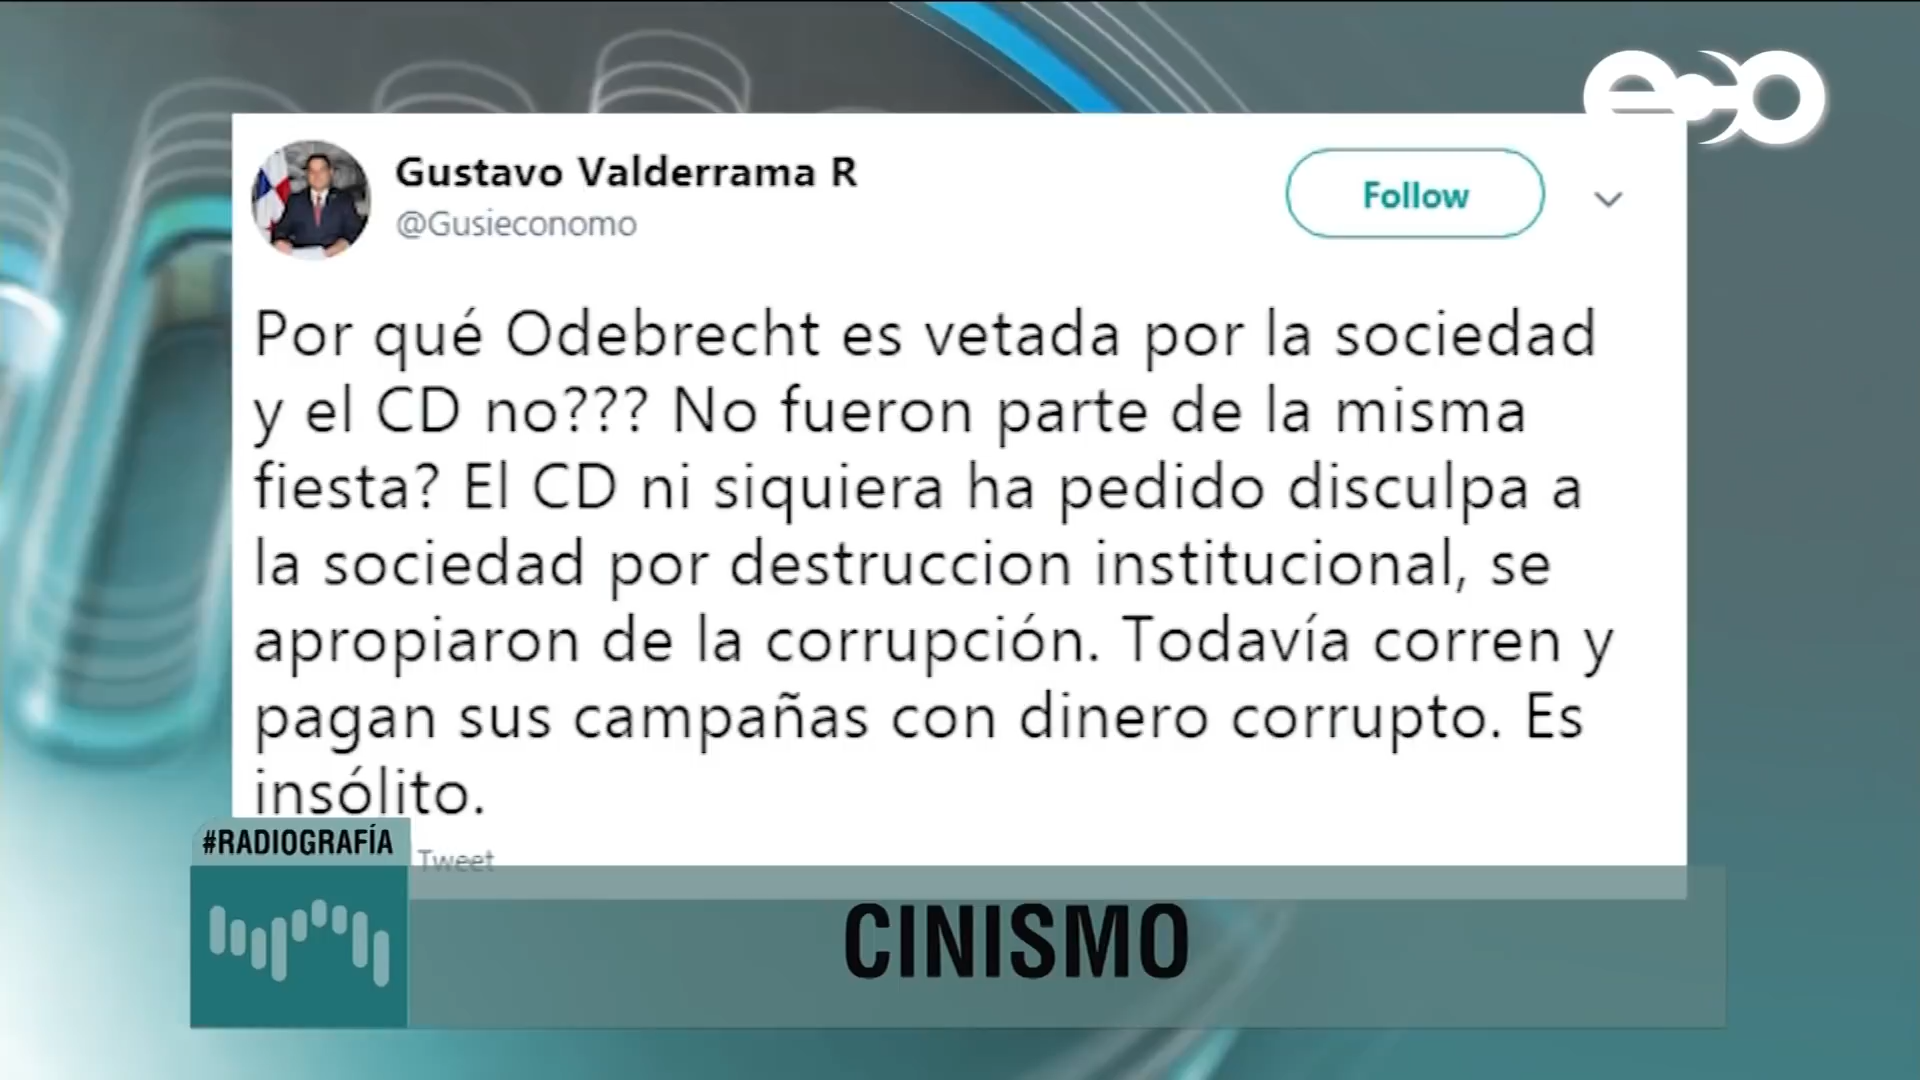 eco
Gustavo Valderrama R
@Gusieconomo
Follow
Por qué Odebrecht es vetada por la sociedad
y el CD no??? No fueron parte de la misma
fiesta? El CD ni siquiera ha pedido disculpa a
la sociedad por destruccion institucional, se
apropiaron de la corrupción. Todavía corren y
pagan sus campañas con dinero corrupto. Es
insólito.
#RADIOGRAFÍA
Tweet
CINISMO